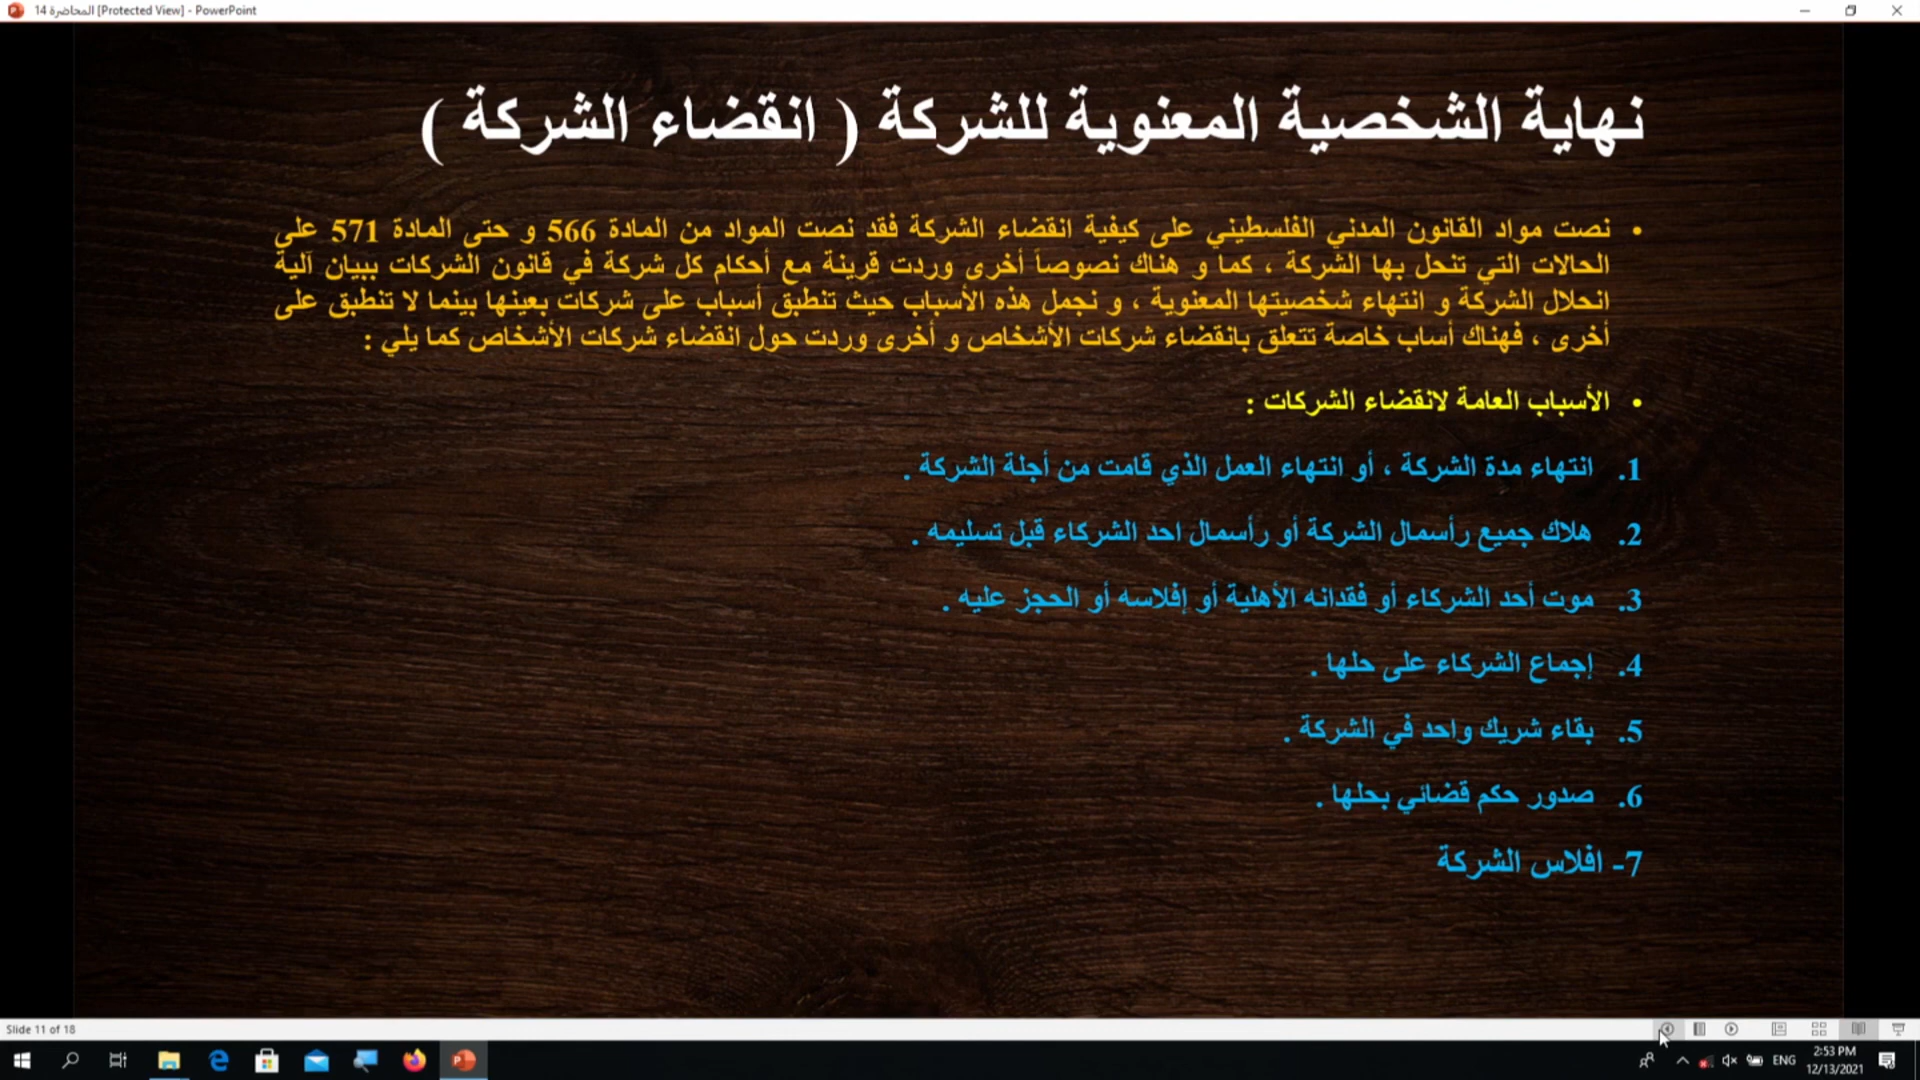 المحاضرة 14 [Protected View] - PowerPoint
نهاية الشخصية المعنوية للشركة ( انقضاء الشركة )
• نصت مواد القانون المدني الفلسطيني على كيفية انقضاء الشركة فقد نصت المواد من المادة 566 و حتى المادة 571 على
الحالات التي تنحل بها الشركة ، كما و هناك نصوصاً أخرى وردت قرينة مع أحكام كل شركة في قانون الشركات ببيان آلية
انحلال الشركة و انتهاء شخصيتها المعنوية ، و نجمل هذه الأسباب حيث تنطبق أسباب على شركات بعينها بينما لا تنطبق على
أخرى ، فهناك أساب خاصة تتعلق بانقضاء شركات الأشخاص و أخرى وردت حول انقضاء شركات الأشخاص كما يلي :
• الأسباب العامة لانقضاء الشركات :
1. انتهاء مدة الشركة ، أو انتهاء العمل الذي قامت من أجلة الشركة .
2. هلاك جميع رأسمال الشركة أو رأسمال احد الشركاء قبل تسليمه .
3. موت أحد الشركاء أو فقدانه الأهلية أو إفلاسه أو الحجز عليه .
4. إجماع الشركاء على حلها .
5. بقاء شريك واحد في الشركة .
6. صدور حكم قضائي بحلها .
7- افلاس الشركة
Slide 11 of 18
ENG
2:53 PM
12/13/2021